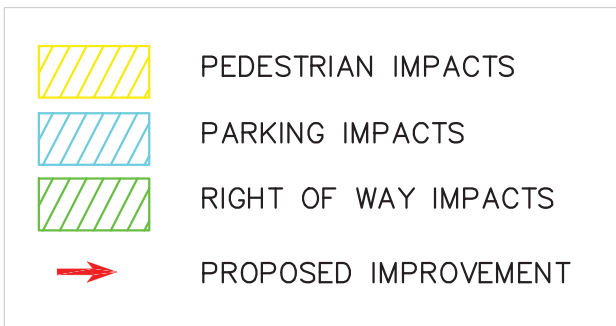 PEDESTRIAN IMPACTS
PARKING IMPACTS
RIGHT OF WAY IMPACTS
PROPOSED IMPROVEMENT